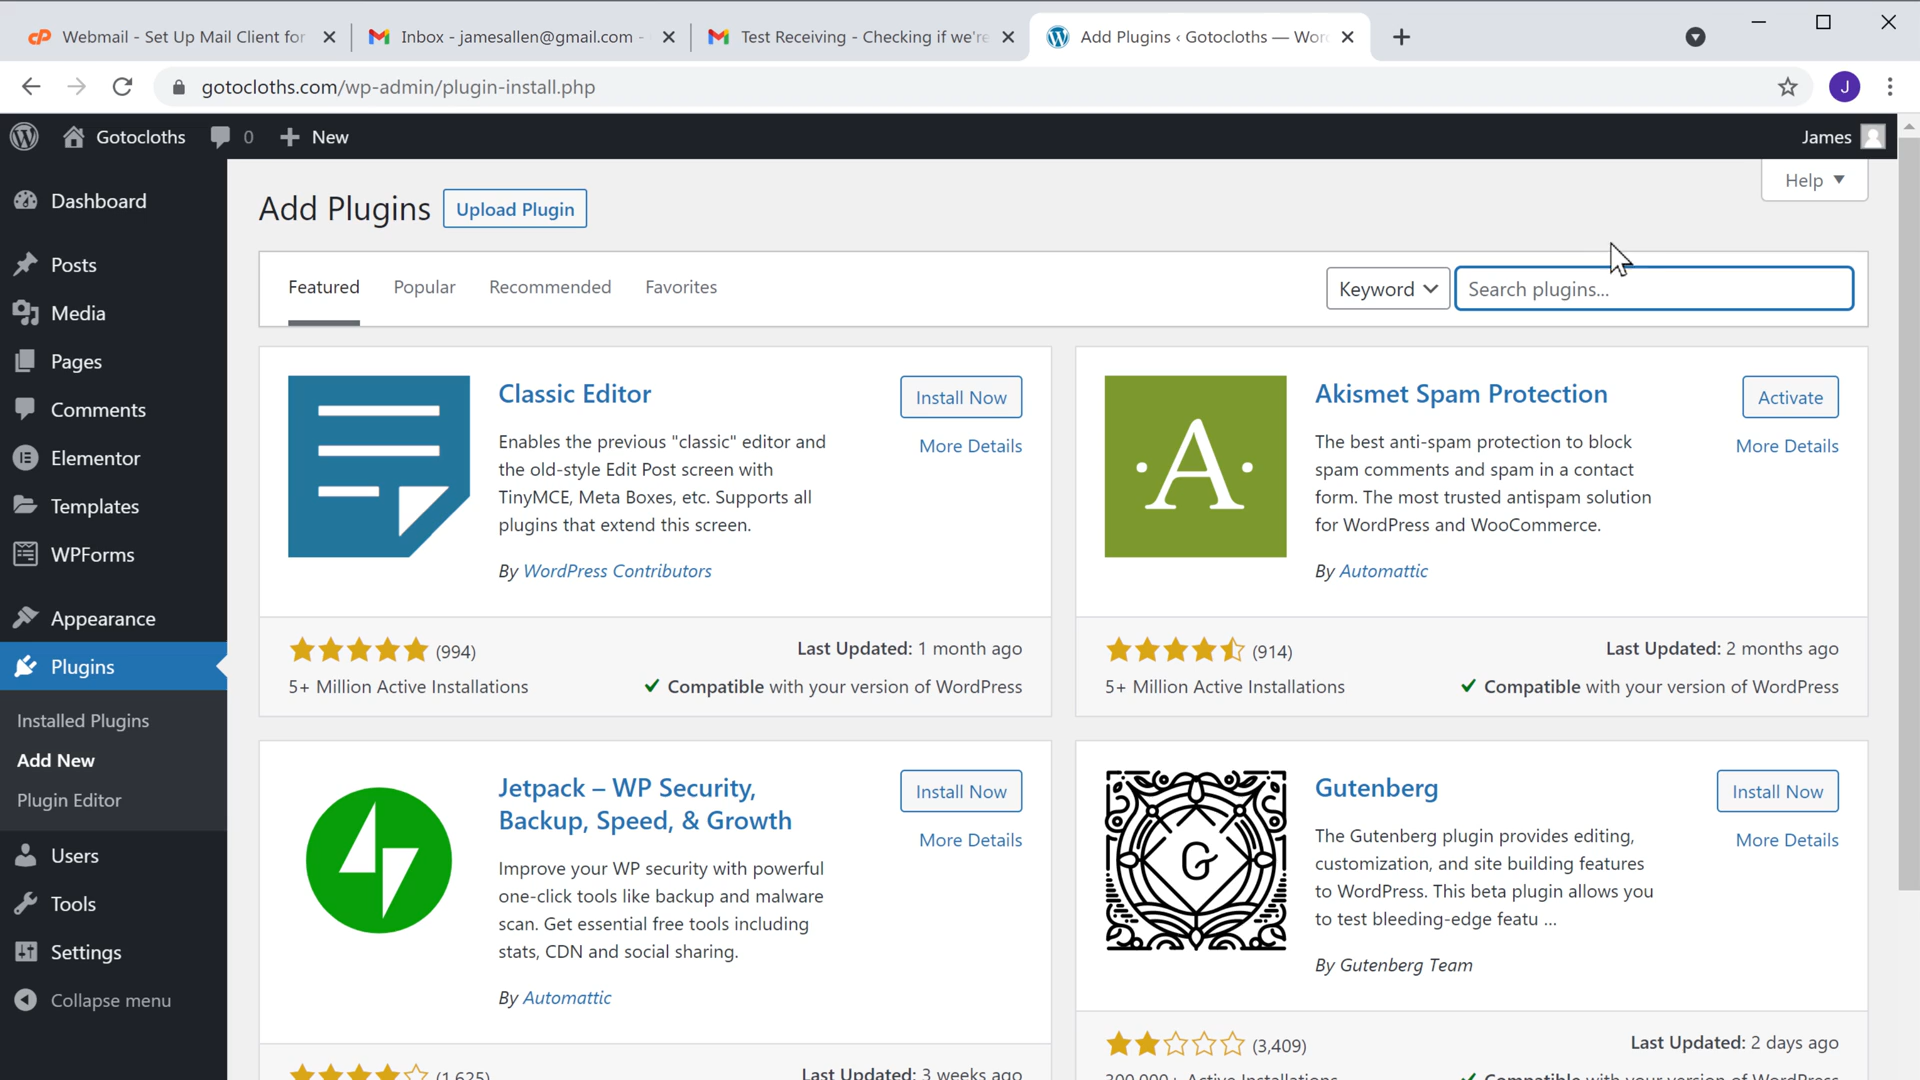 Webmail - Set Up Mail Client for
Inbox - jamesallen@gmail.com -
Test Receiving - Checking if we're
Add Plugins ‹ Gotocloths — Wor
gotocloths.com/wp-admin/plugin-install.php
J
Gotocloths
0
New
James
Help
Dashboard
Posts
Media
Pages
Comments
Elementor
Templates
WPForms
Appearance
Plugins
Installed Plugins
Add New
Plugin Editor
Users
Tools
Settings
Collapse menu
Add Plugins
Upload Plugin
Featured
Popular
Recommended
Favorites
Keyword
Search plugins...
Classic Editor
Install Now
More Details
Enables the previous "classic" editor and
the old-style Edit Post screen with
TinyMCE, Meta Boxes, etc. Supports all
plugins that extend this screen.
By WordPress Contributors
(994)
5+ Million Active Installations
Last Updated: 1 month ago
Compatible with your version of WordPress
A
Akismet Spam Protection
Activate
More Details
The best anti-spam protection to block
spam comments and spam in a contact
form. The most trusted antispam solution
for WordPress and WooCommerce.
By Automattic
(914)
5+ Million Active Installations
Last Updated: 2 months ago
Compatible with your version of WordPress
Jetpack – WP Security,
Backup, Speed, & Growth
Install Now
More Details
Improve your WP security with powerful
one-click tools like backup and malware
scan. Get essential free tools including
stats, CDN and social sharing.
By Automattic
(1,625)
Last Updated: 3 weeks ago
G
Gutenberg
Install Now
More Details
The Gutenberg plugin provides editing,
customization, and site building features
to WordPress. This beta plugin allows you
to test bleeding-edge featu ...
By Gutenberg Team
(3,409)
Last Updated: 2 days ago
300,000+ Active Installations
Compatible with your version of WordPress